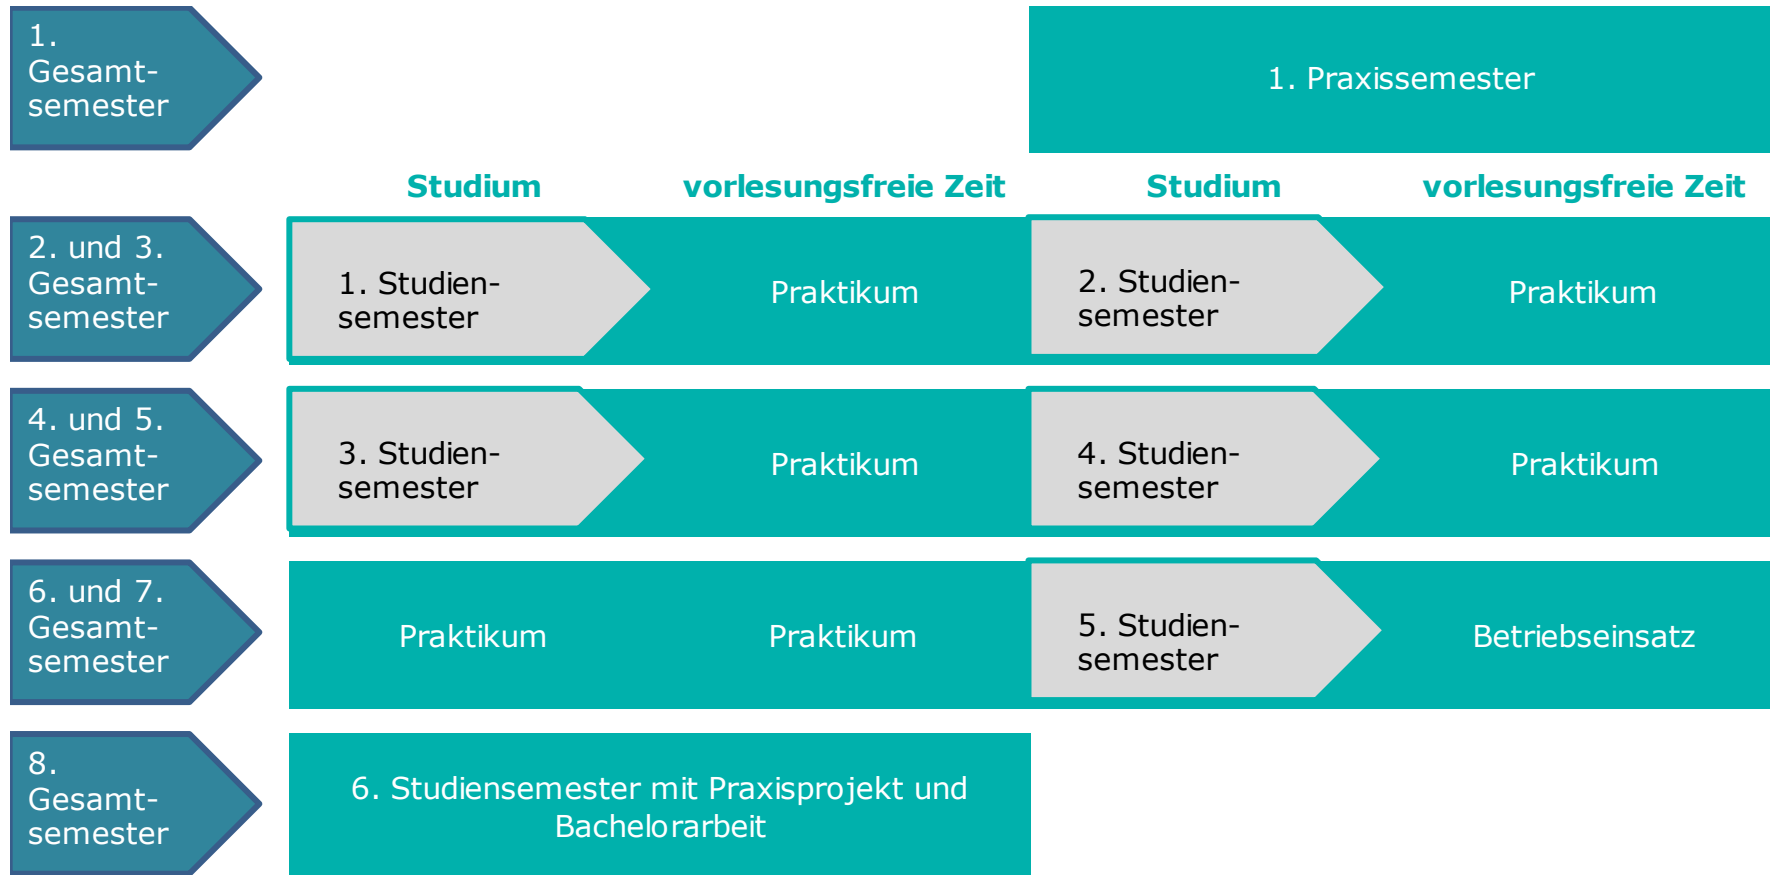 1.
Gesamt-
semester
1. Praxissemester
Studium
vorlesungsfreie Zeit
Studium
vorlesungsfreie Zeit
2. und 3.
Gesamt-
semester
1. Studien-
semester
Praktikum
2. Studien-
semester
Praktikum
4. und 5.
Gesamt-
semester
3. Studien-
semester
Praktikum
4. Studien-
semester
Praktikum
6. und 7.
Gesamt-
semester
Praktikum
Praktikum
5. Studien-
semester
Betriebseinsatz
8.
Gesamt-
semester
6. Studiensemester mit Praxisprojekt und
Bachelorarbeit